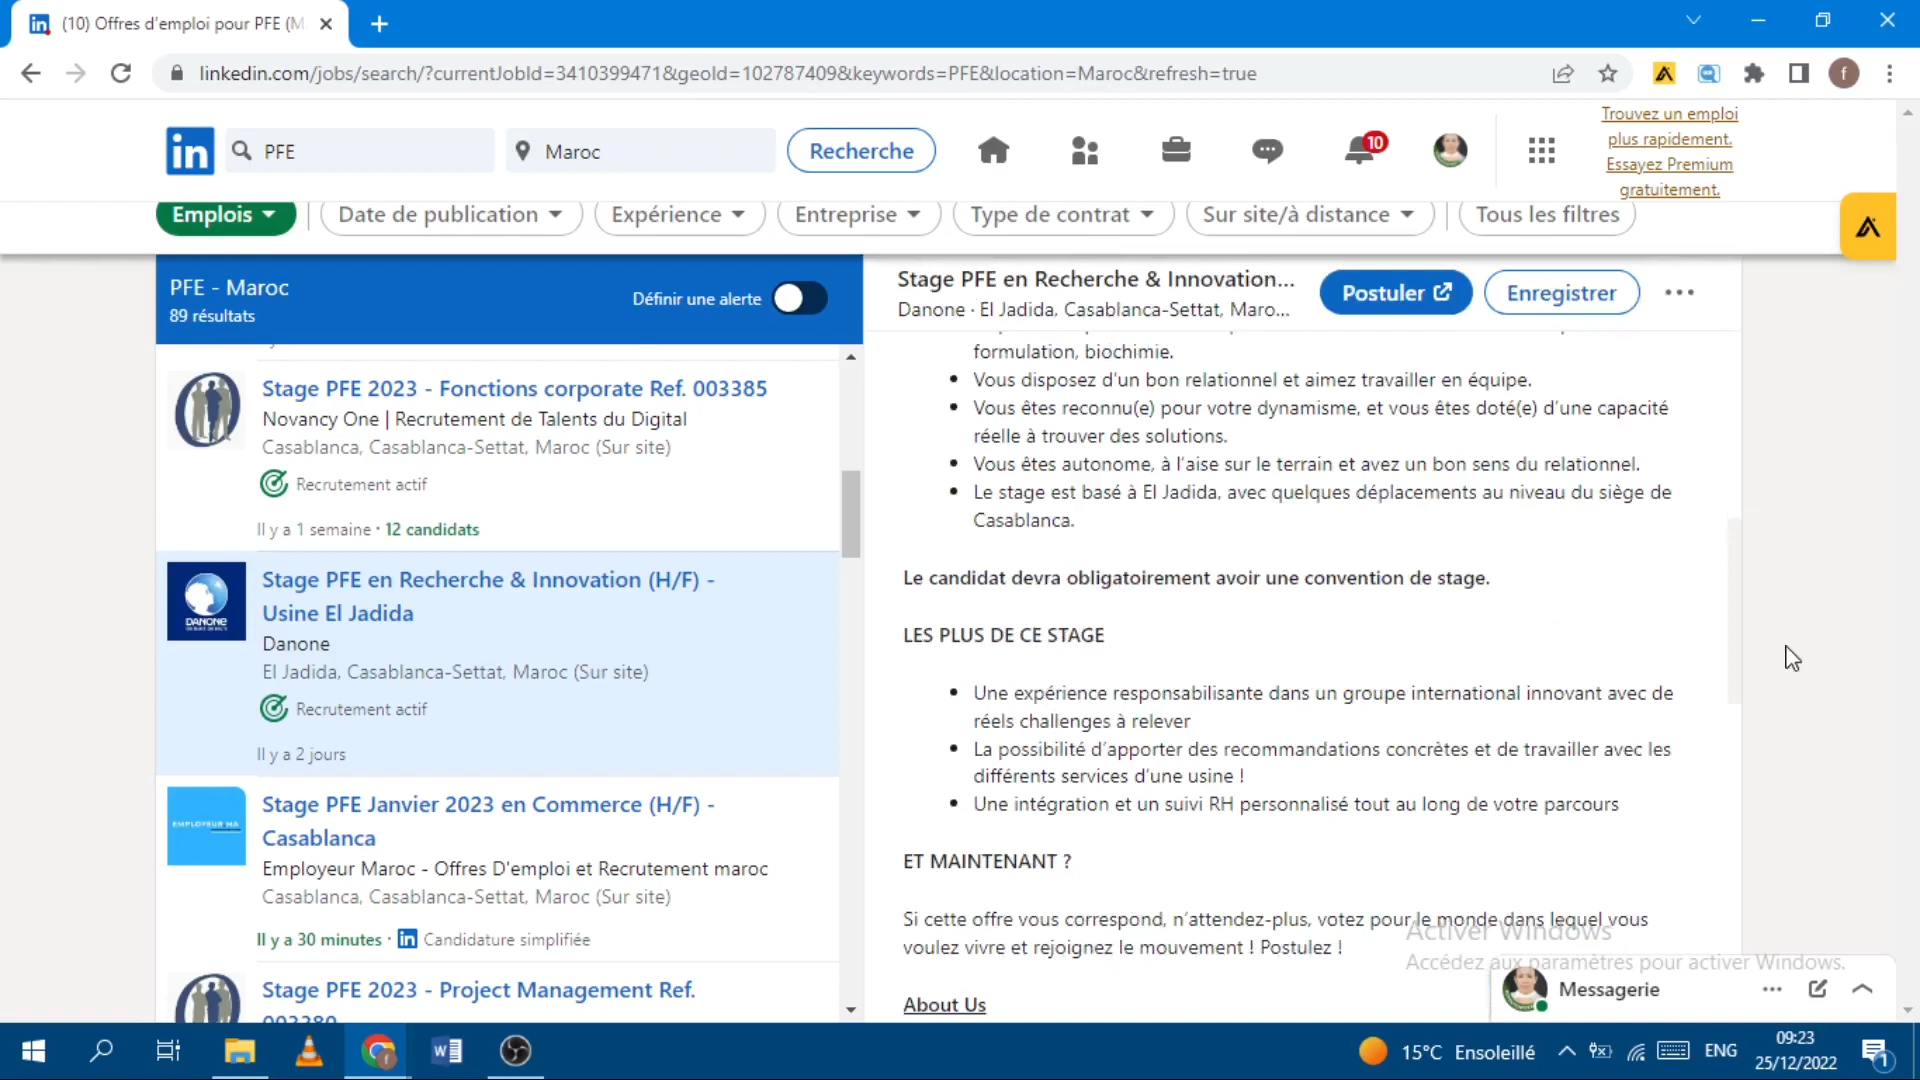 (10) Offres d'emploi pour PFE (M
linkedin.com/jobs/search/?currentJobId=3410399471&geoId=102787409&keywords=PFE&location=Maroc&refresh=true
f
in
PFE
Maroc
Recherche
10
Trouvez un emploi
plus rapidement.
Essayez Premium
gratuitement.
Emplois
Date de publication
Expérience
Entreprise
Type de contrat
Sur site/à distance
Tous les filtres
PFE - Maroc
89 résultats
Définir une alerte
Stage PFE 2023 - Fonctions corporate Ref. 003385
Novancy One | Recrutement de Talents du Digital
Casablanca, Casablanca-Settat, Maroc (Sur site)
Recrutement actif
Il y a 1 semaine · 12 candidats
DANONE
Stage PFE en Recherche & Innovation (H/F) -
Usine El Jadida
Danone
El Jadida, Casablanca-Settat, Maroc (Sur site)
Recrutement actif
Il y a 2 jours
EMPLOYEUR MA
Stage PFE Janvier 2023 en Commerce (H/F) -
Casablanca
Employeur Maroc - Offres D'emploi et Recrutement maroc
Casablanca, Casablanca-Settat, Maroc (Sur site)
Il y a 30 minutes · in Candidature simplifiée
Stage PFE 2023 - Project Management Ref.
003380
Stage PFE en Recherche & Innovation...
Danone · El Jadida, Casablanca-Settat, Maro...
Postuler
Enregistrer
formulation, biochimie.
• Vous disposez d'un bon relationnel et aimez travailler en équipe.
• Vous êtes reconnu(e) pour votre dynamisme, et vous êtes doté(e) d'une capacité
réelle à trouver des solutions.
• Vous êtes autonome, à l'aise sur le terrain et avez un bon sens du relationnel.
• Le stage est basé à El Jadida, avec quelques déplacements au niveau du siège de
Casablanca.
Le candidat devra obligatoirement avoir une convention de stage.
LES PLUS DE CE STAGE
• Une expérience responsabilisante dans un groupe international innovant avec de
réels challenges à relever
• La possibilité d'apporter des recommandations concrètes et de travailler avec les
différents services d'une usine !
• Une intégration et un suivi RH personnalisé tout au long de votre parcours
ET MAINTENANT ?
Si cette offre vous correspond, n'attendez-plus, votez pour le monde dans lequel vous
voulez vivre et rejoignez le mouvement ! Postulez !
About Us
Activer Windows
Accédez aux paramètres pour activer Windows.
Messagerie
15°C Ensoleillé
ENG
09:23
25/12/2022
1